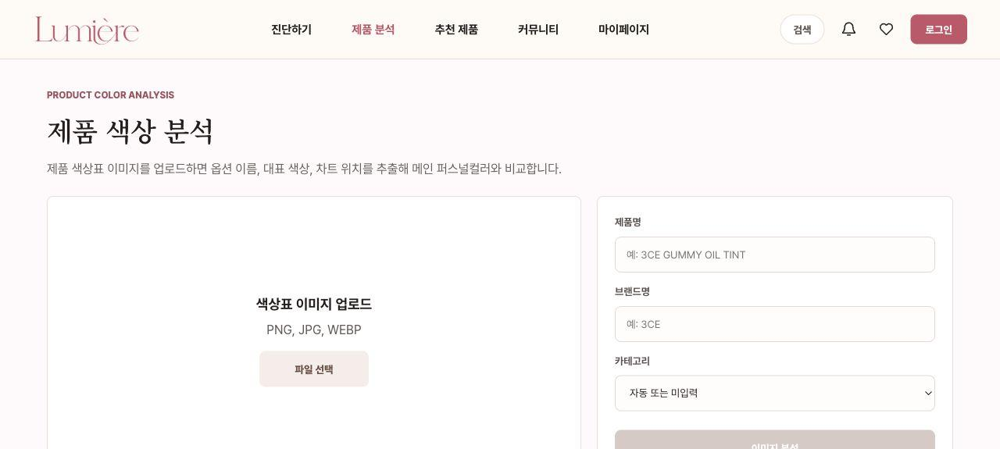 Lumière
진단하기
제품 분석
추천 제품
커뮤니티
마이페이지
검색
로그인
PRODUCT COLOR ANALYSIS
제품 색상 분석
제품 색상표 이미지를 업로드하면 옵션 이름, 대표 색상, 차트 위치를 추출해 메인 퍼스널컬러와 비교합니다.
색상표 이미지 업로드
PNG, JPG, WEBP
파일 선택
제품명
예: 3CE GUMMY OIL TINT
브랜드명
예: 3CE
카테고리
자동 또는 미입력
이미지 분석